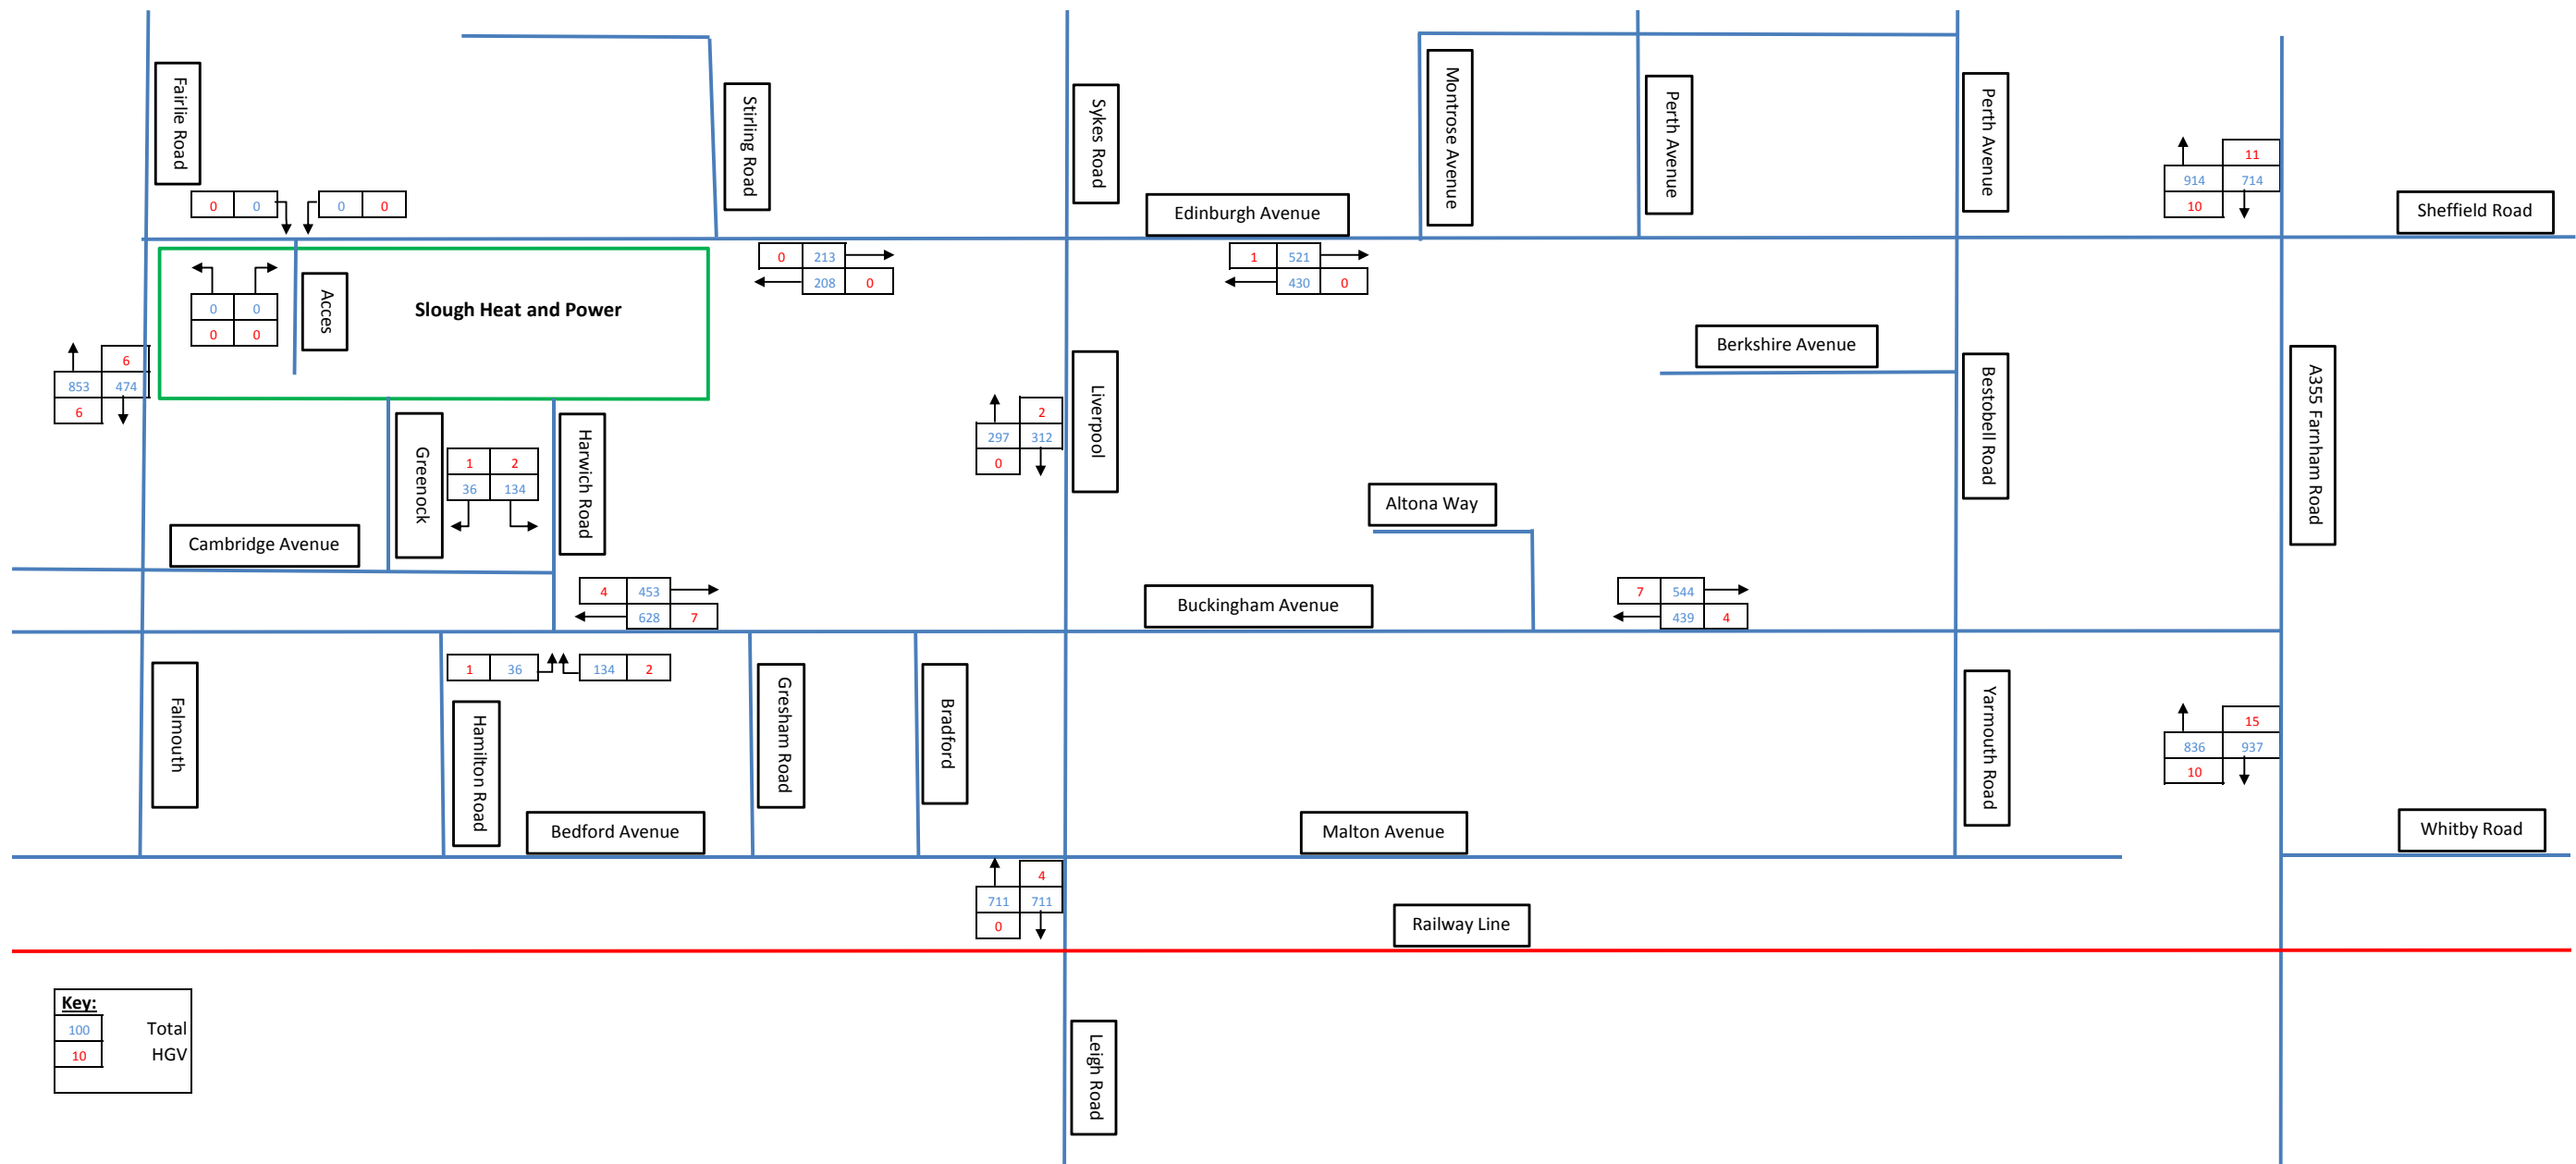 Fairlie Road
Stirling Road
Sykes Road
Montrose Avenue
Perth Avenue
Perth Avenue
11
914 714
10
Sheffield Road
0 0
0 0
Edinburgh Avenue
0 213
208 0
1 521
430 0
0 0
0 0
Acces
Slough Heat and Power
6
853 474
6
Berkshire Avenue
Liverpool
Bestobell Road
A355 Farnham Road
2
297 312
0
Greenock
1 2
36 134
Harwich Road
Altona Way
Cambridge Avenue
4 453
628 7
Buckingham Avenue
7 544
439 4
1 36
134 2
Falmouth
Hamilton Road
Gresham Road
Bradford
Yarmouth Road
15
836 937
10
Bedford Avenue
Malton Avenue
Whitby Road
4
711 711
0
Railway Line
Key:
100 Total
10 HGV
Leigh Road